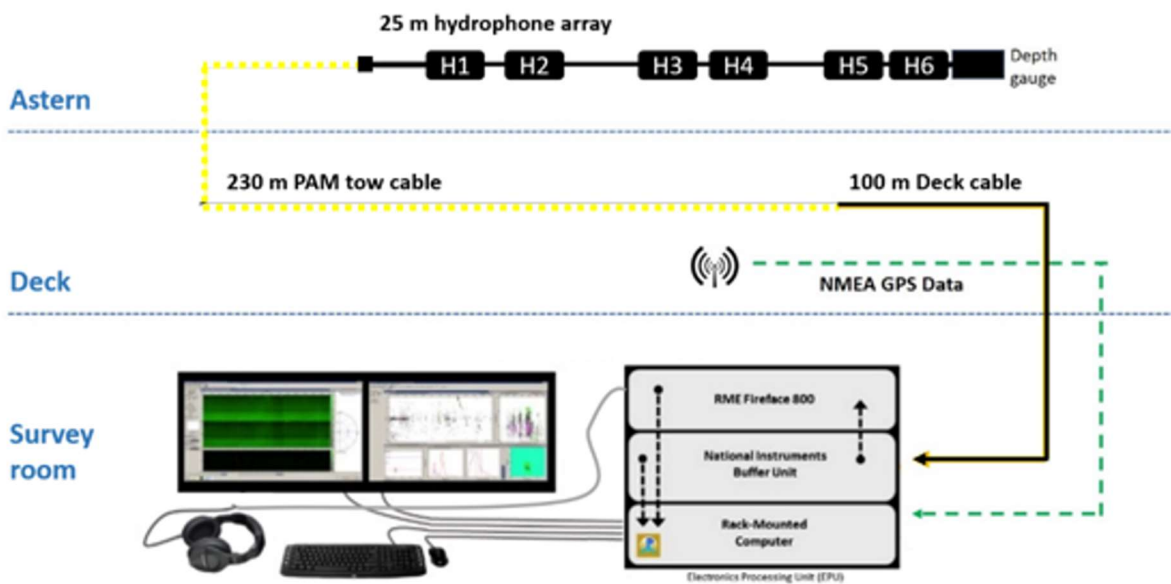 25 m hydrophone array
H1 H2 H3 H4 H5 H6
Depth
gauge
Astern
230 m PAM tow cable
100 m Deck cable
NMEA GPS Data
Deck
Survey
room
RME Fireface 800
National Instruments
Buffer Unit
Rack-Mounted
Computer
Electronics Processing Unit (EPU)